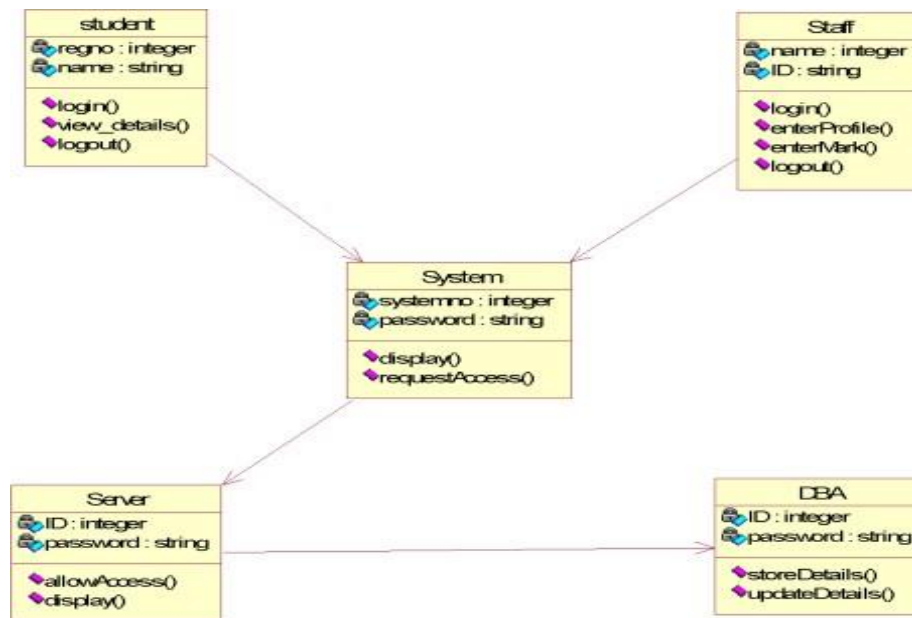 student
regno : integer
name : string
login()
view_details()
logout()
Staff
name : integer
ID : string
login()
enterProfile()
enterMark()
logout()
System
systemno : integer
password : string
display()
requestAccess()
Server
ID : integer
password : string
allowAccess()
display()
DBA
ID : integer
password : string
storeDetails()
updateDetails()